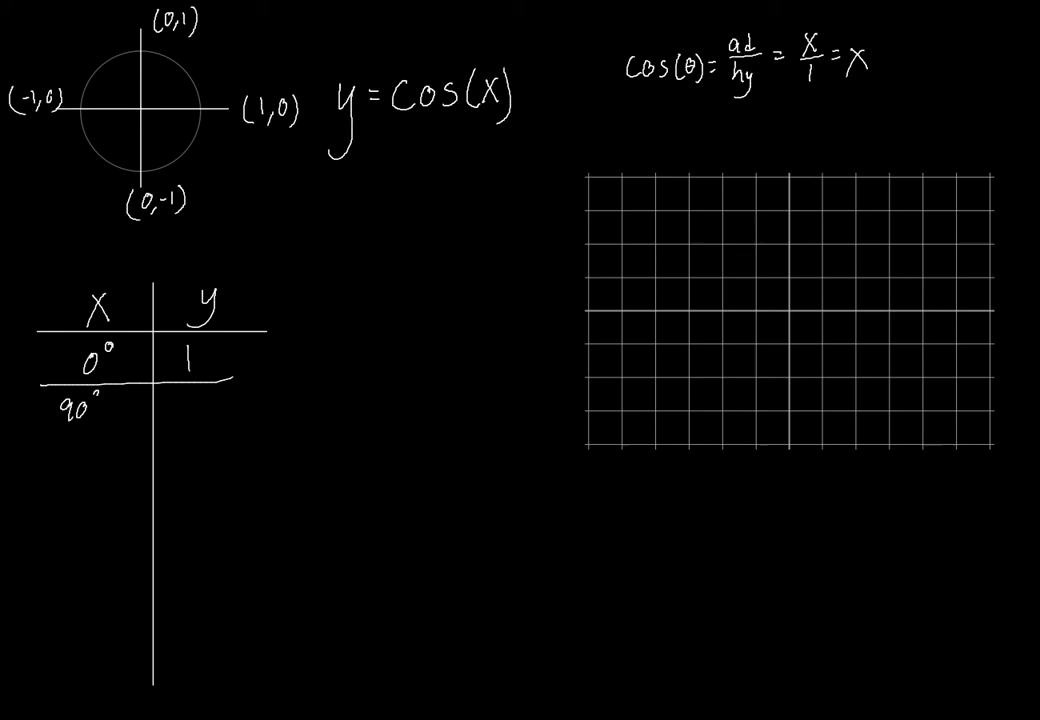 (0,1)
(-1,0)
(1,0)
(0,-1)
y = cos(x)
cos(θ) = ad/hy = x/1 = x
x y
0° 1
90°